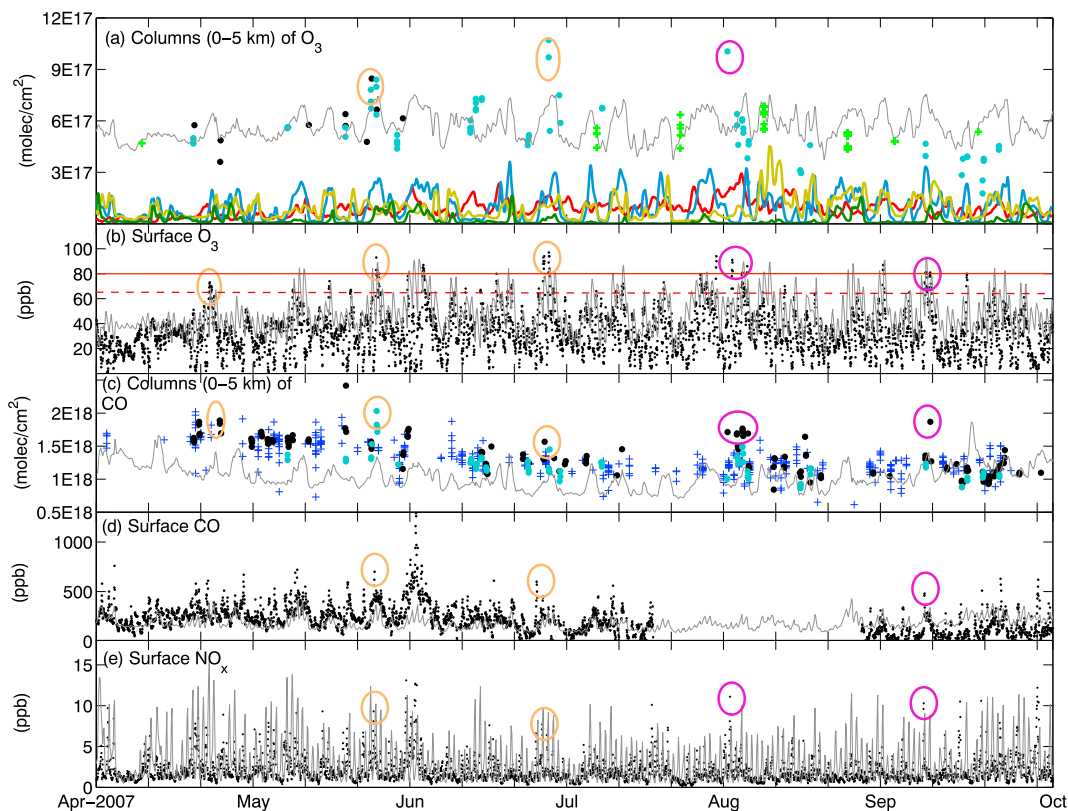 12E17
(a) Columns (0–5 km) of O3
9E17
6E17
3E17
(molec/cm2)
(b) Surface O3
100
80
60
40
20
(ppb)
(c) Columns (0–5 km) of
CO
2E18
1.5E18
1E18
0.5E18
(molec/cm2)
(d) Surface CO
1000
500
0
(ppb)
(e) Surface NOx
15
10
5
0
(ppb)
Apr–2007 May Jun Jul Aug Sep Oct